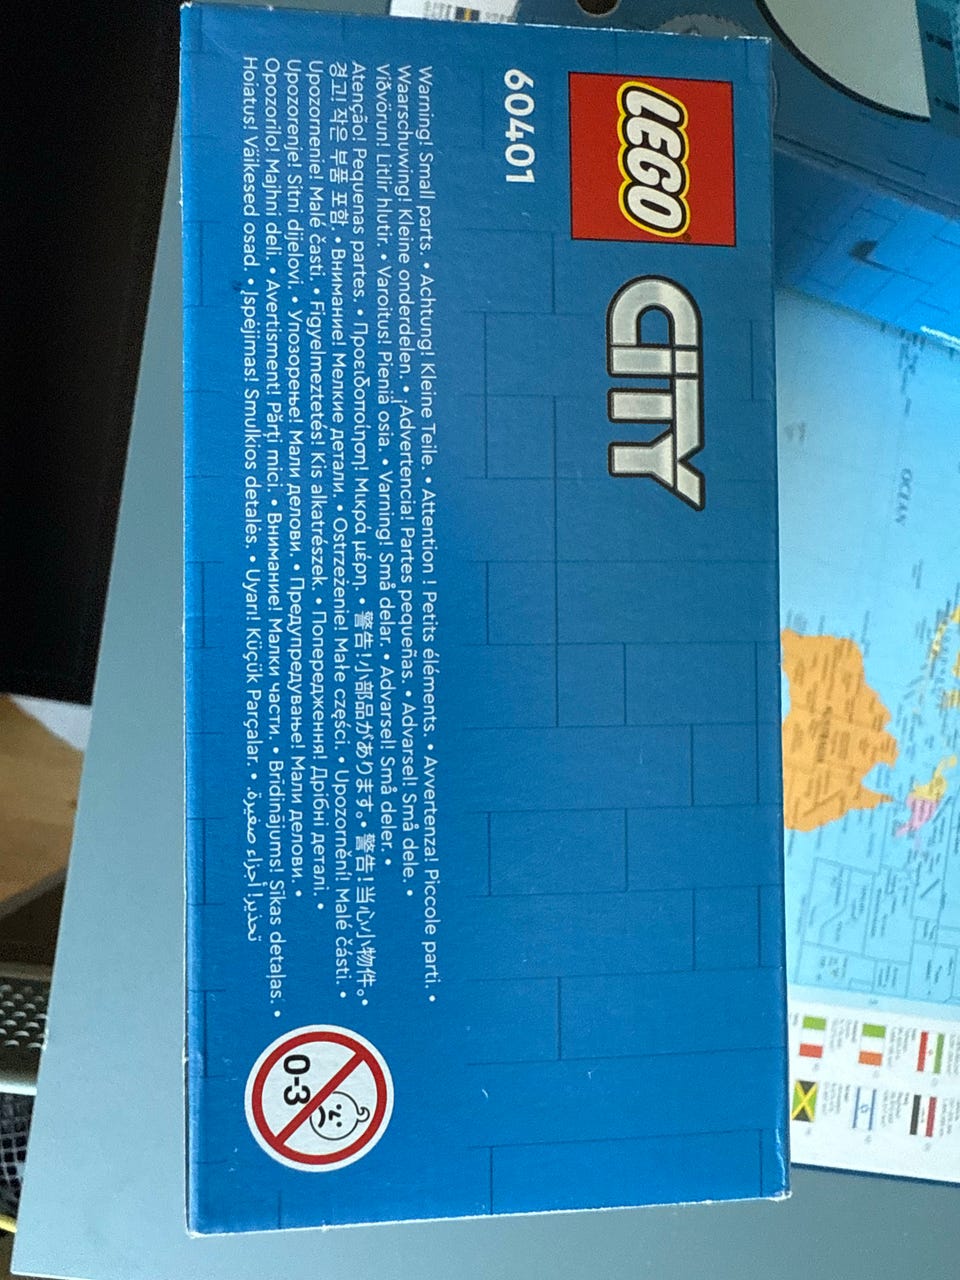 LEGO
CITY
60401
Warning! Small parts. • Achtung! Kleine Teile. • Attention ! Petits éléments. • Avvertenza! Piccole parti. •
Waarschuwing! Kleine onderdelen. • ¡Advertencia! Partes pequeñas. • Advarsel! Små dele. •
Viðvörun! Litlir hlutir. • Varoitus! Pieniä osia. • Varning! Små delar. • Advarsel! Små deler. •
Atenção! Pequenas partes. • Προειδοποίηση! Μικρά μέρη. • 警告!小部品があります。• 警告!当心小物件。•
경고! 작은 부품 포함. • Внимание! Мелкие детали. • Ostrzeżenie! Małe części. • Upozornění! Malé části. •
Upozornenie! Malé časti. • Figyelmeztetés! Kis alkatrészek. • Попередження! Дрібні деталі. •
Upozorenje! Sitni dijelovi. • Упозорење! Мали делови. • Предупредување! Мали делови. •
Opozorilo! Majhni deli. • Avertisment! Părți mici. • Внимание! Малки части. • Brīdinājums! Sīkas detaļas. •
Hoiatus! Väikesed osad. • Įspėjimas! Smulkios detalės. • Uyarı! Küçük Parçalar. • تحذير! أجزاء صغيرة.
0-3
OCEAN